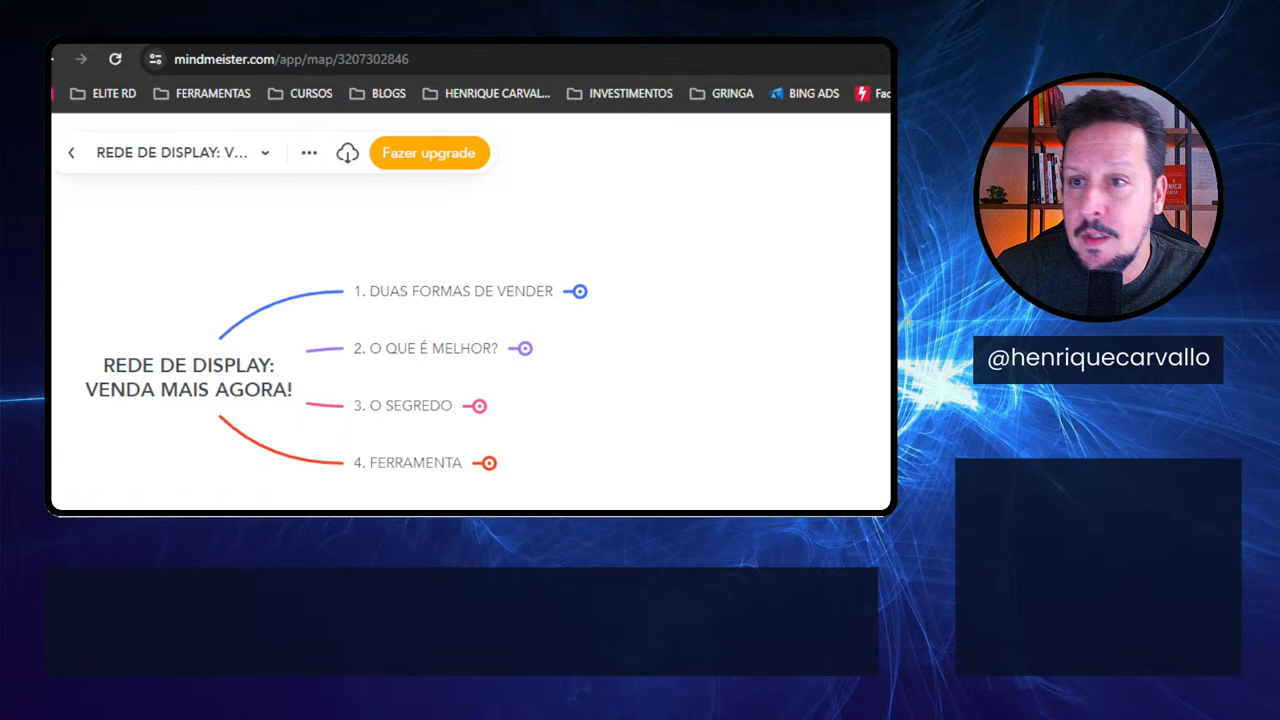 mindmeister.com/app/map/3207302846
ELITE RD FERRAMENTAS CURSOS BLOGS HENRIQUE CARVAL... INVESTIMENTOS GRINGA BING ADS Fac
REDE DE DISPLAY: V... ... Fazer upgrade
1. DUAS FORMAS DE VENDER
2. O QUE É MELHOR?
REDE DE DISPLAY:
VENDA MAIS AGORA!
3. O SEGREDO
4. FERRAMENTA
@henriquecarvallo